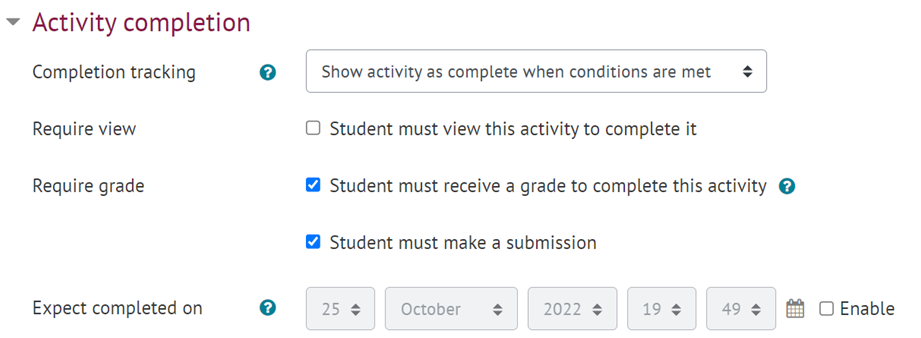 Activity completion
Completion tracking Show activity as complete when conditions are met
Require view Student must view this activity to complete it
Require grade Student must receive a grade to complete this activity
Student must make a submission
Expect completed on 25 October 2022 19 49 Enable